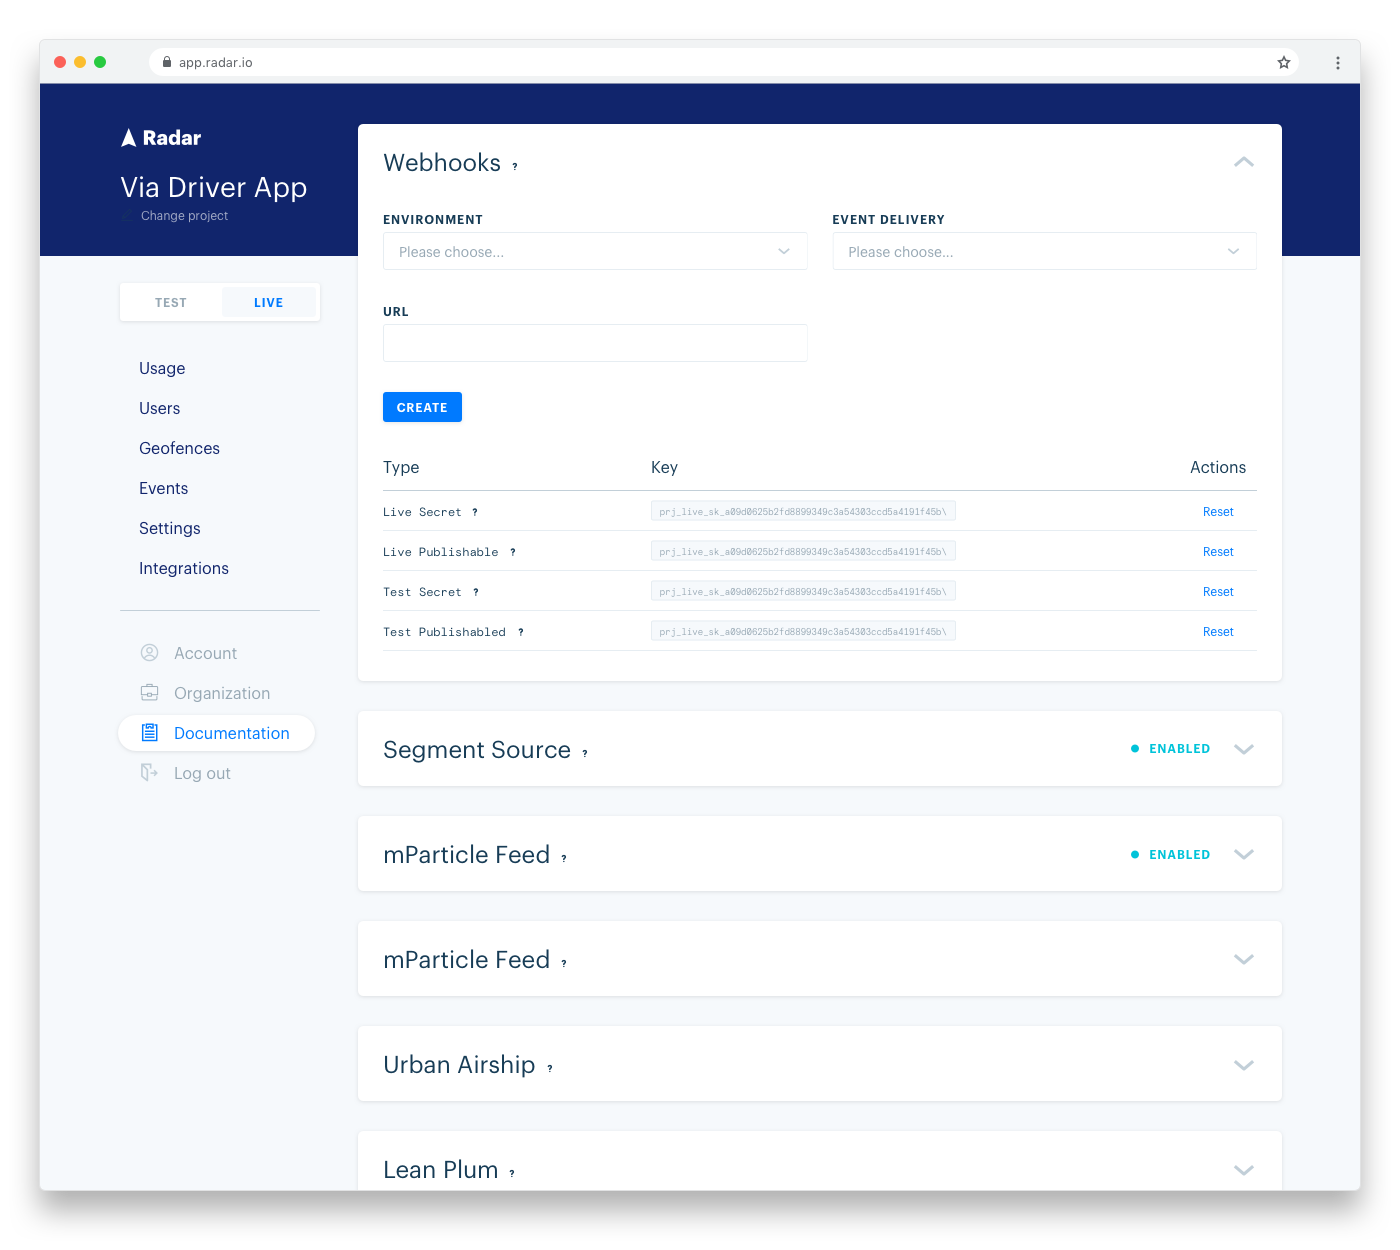 app.radar.io
Radar
Via Driver App
Change project
TEST LIVE
Usage
Users
Geofences
Events
Settings
Integrations
Account
Organization
Documentation
Log out
Webhooks ?
ENVIRONMENT EVENT DELIVERY
Please choose... Please choose...
URL
CREATE
Type Key Actions
Live Secret ? prj_live_sk_a09d0625b2fd8899349c3a54303ccd5a4191f45b\ Reset
Live Publishable ? prj_live_sk_a09d0625b2fd8899349c3a54303ccd5a4191f45b\ Reset
Test Secret ? prj_live_sk_a09d0625b2fd8899349c3a54303ccd5a4191f45b\ Reset
Test Publishabled ? prj_live_sk_a09d0625b2fd8899349c3a54303ccd5a4191f45b\ Reset
Segment Source ? ENABLED
mParticle Feed ? ENABLED
mParticle Feed ?
Urban Airship ?
Lean Plum ?